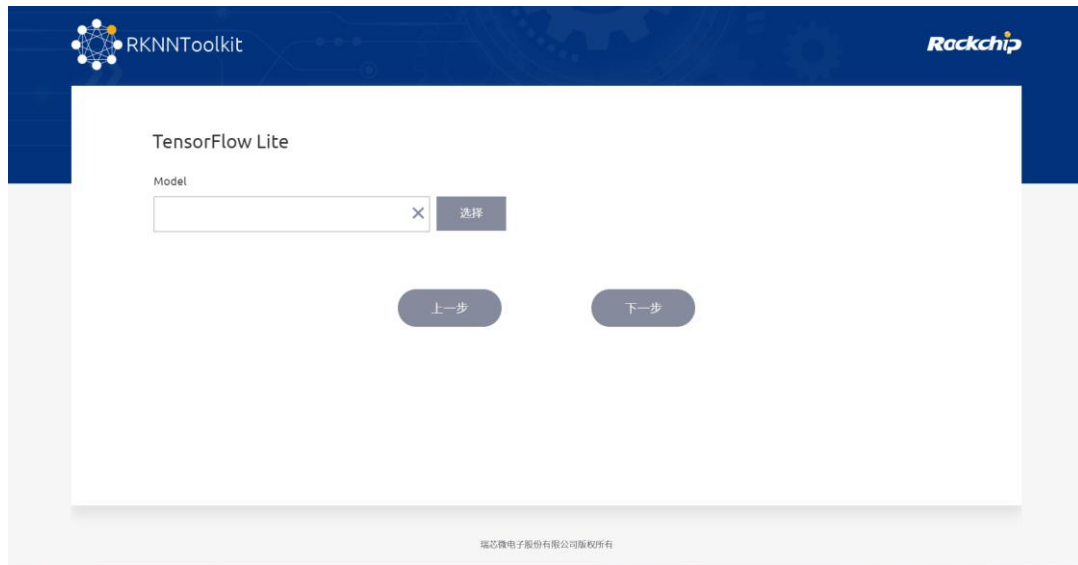 RKNNToolkit
Rockchip
TensorFlow Lite
Model
选择
上一步 下一步
瑞芯微电子股份有限公司版权所有